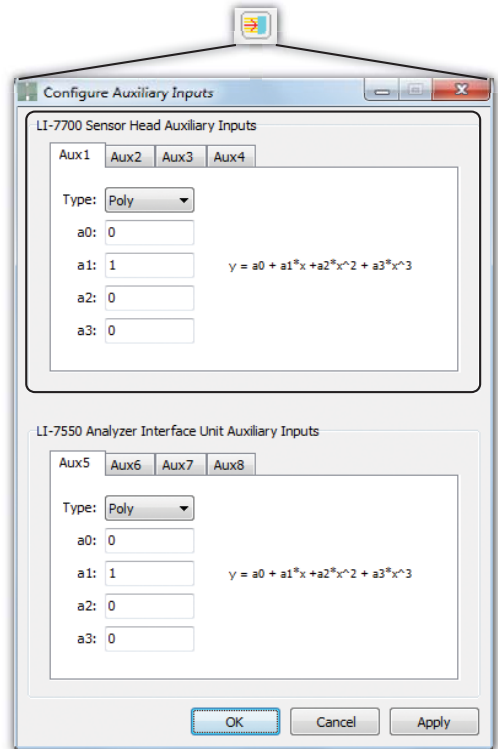 Configure Auxiliary Inputs
LI-7700 Sensor Head Auxiliary Inputs
Aux1 Aux2 Aux3 Aux4
Type: Poly
a0: 0
a1: 1 y = a0 + a1*x +a2*x^2 + a3*x^3
a2: 0
a3: 0
LI-7550 Analyzer Interface Unit Auxiliary Inputs
Aux5 Aux6 Aux7 Aux8
Type: Poly
a0: 0
a1: 1 y = a0 + a1*x +a2*x^2 + a3*x^3
a2: 0
a3: 0
OK Cancel Apply